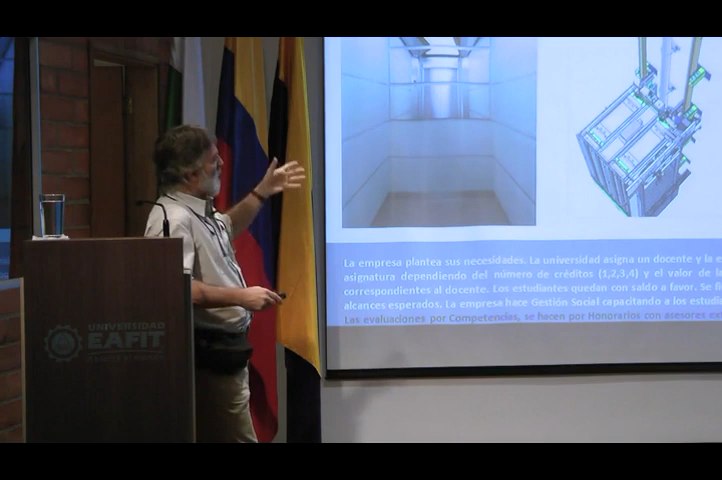 UNIVERSIDAD
EAFIT
La empresa plantea sus necesidades. La universidad asigna un docente y la
asignatura dependiendo del número de créditos (1,2,3,4) y el valor de la
correspondientes al docente. Los estudiantes quedan con saldo a favor. Se
alcances esperados. La empresa hace Gestión Social capacitando a los
Las evaluaciones por Competencias, se hacen por Honorarios con asesores